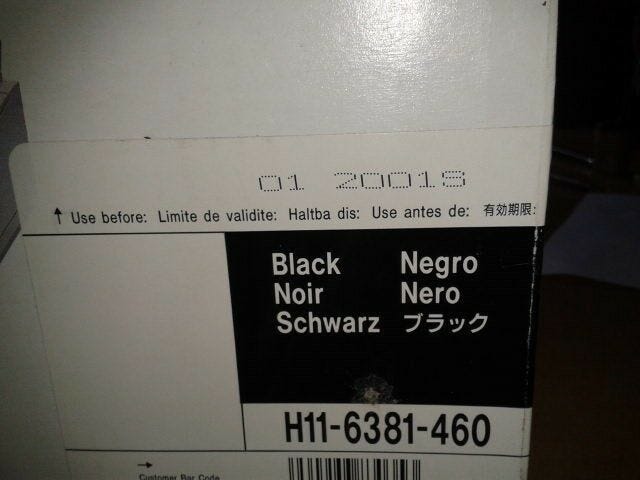 01 2001S
↑ Use before: Limite de validite: Haltba dis: Use antes de: 有効期限:
Black Negro
Noir Nero
Schwarz ブラック
H11-6381-460
→
Customer Bar Code